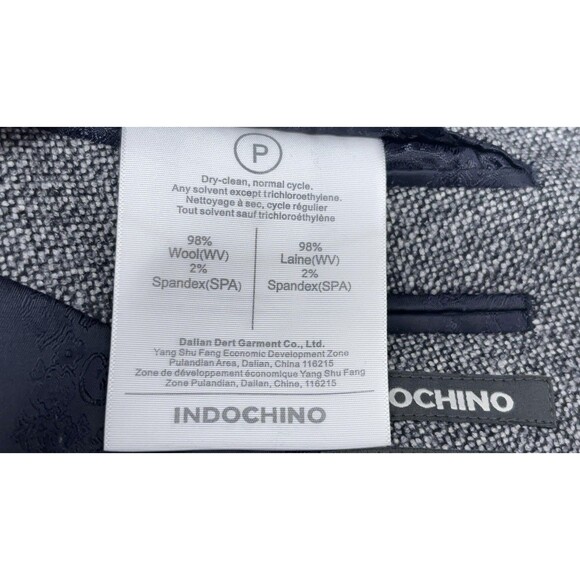 P
Dry-clean, normal cycle.
Any solvent except trichloroethylene.
Nettoyage à sec, cycle régulier
Tout solvent sauf trichloroéthylène
98%
Wool(WV)
2%
Spandex(SPA)
98%
Laine(WV)
2%
Spandex(SPA)
Dalian Dert Garment Co., Ltd.
Yang Shu Fang Economic Development Zone
Pulandian Area, Dalian, China 116215
Zone de développement économique Yang Shu Fang
Zone Pulandian, Dalian, Chine, 116215
INDOCHINO
OCHINO